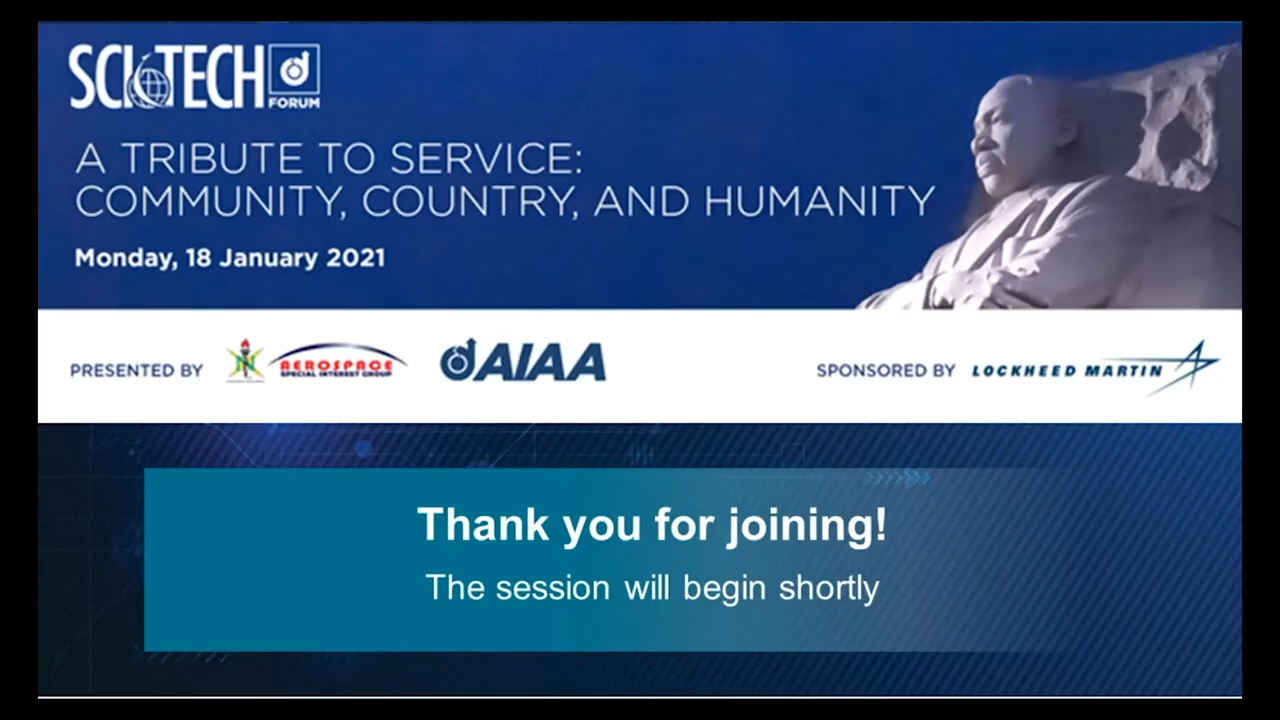 SCITECH
FORUM
A TRIBUTE TO SERVICE:
COMMUNITY, COUNTRY, AND HUMANITY
Monday, 18 January 2021
PRESENTED BY
AEROSPACE
SPECIAL INTEREST GROUP
AIAA
SPONSORED BY
LOCKHEED MARTIN
Thank you for joining!
The session will begin shortly